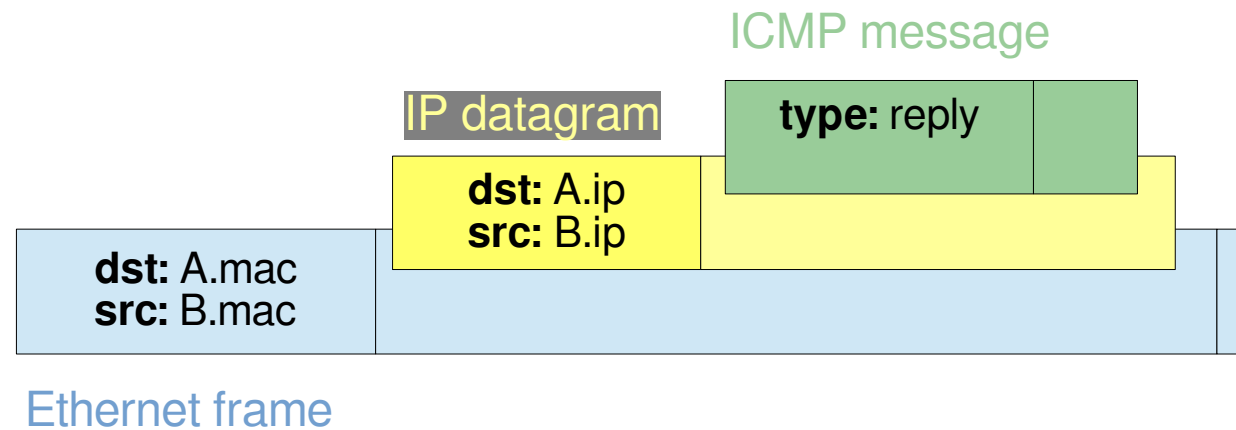 ICMP message
IP datagram
type: reply
dst: A.ip
src: B.ip
dst: A.mac
src: B.mac
Ethernet frame